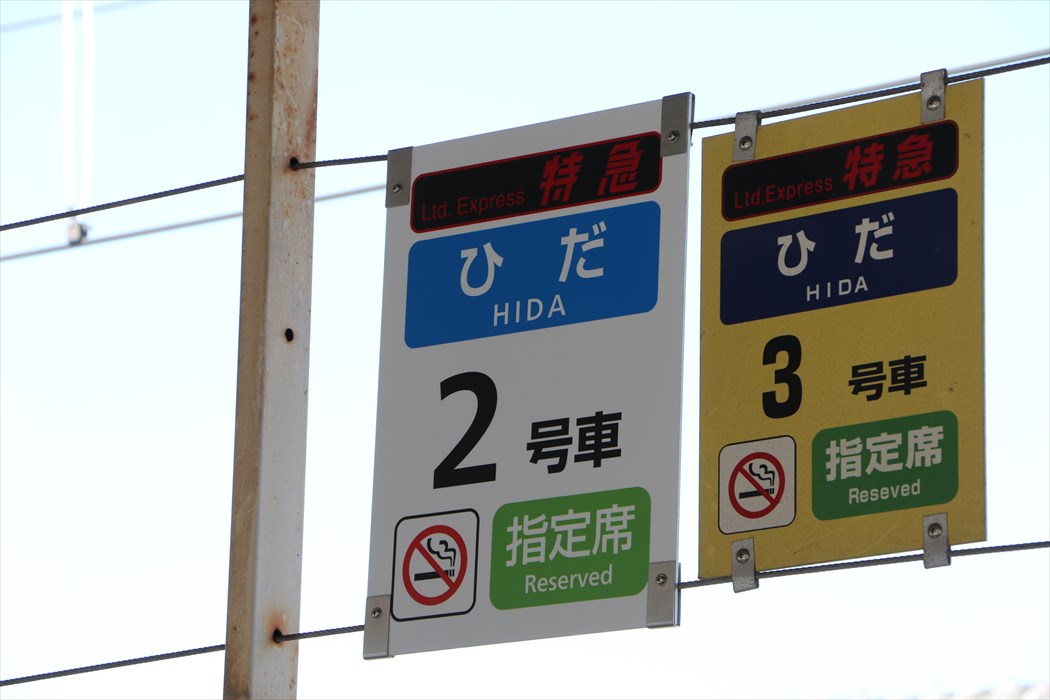 Ltd. Express 特急
ひだ
HIDA
2号車
指定席
Reserved
Ltd.Express 特急
ひだ
HIDA
3号車
指定席
Reseved